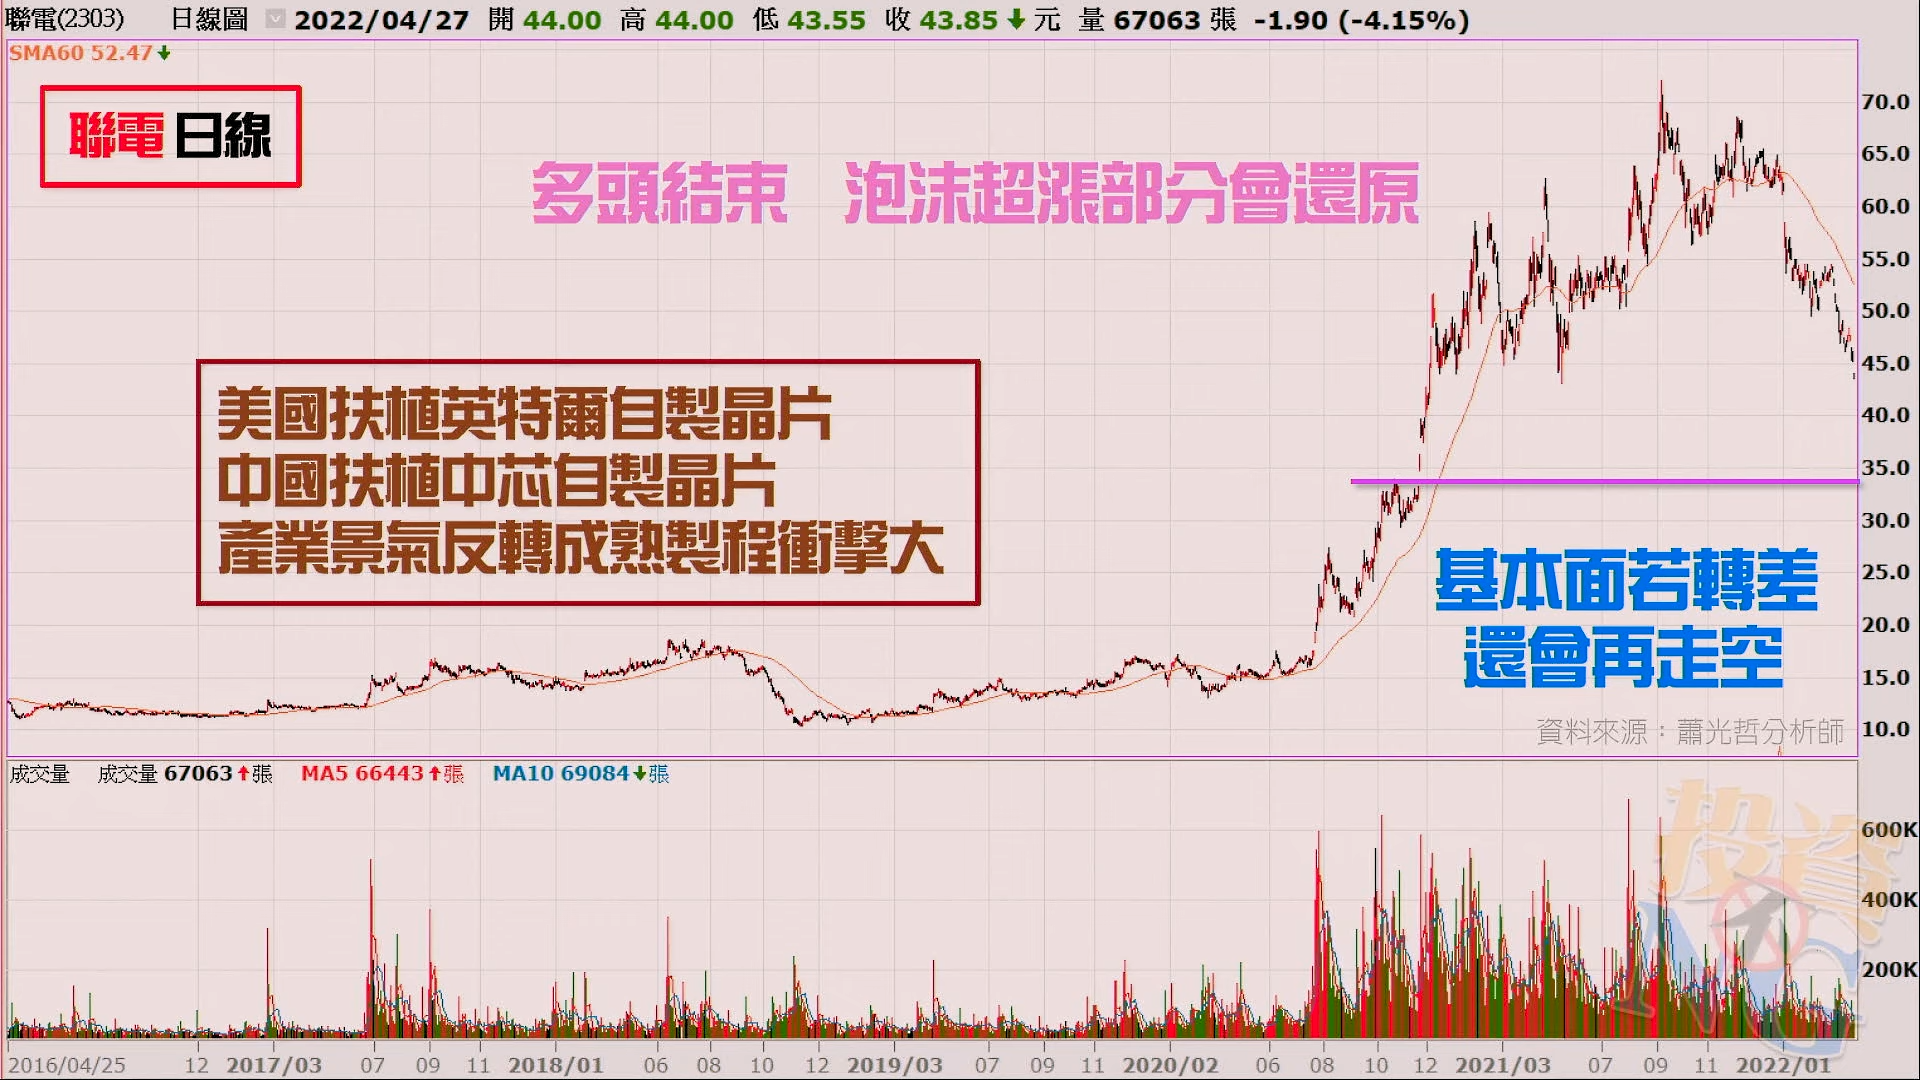 聯電(2303) 日線圖 2022/04/27 開 44.00 高 44.00 低 43.55 收 43.85 元 量 67063 張 -1.90 (-4.15%)
SMA60 52.47
聯電 日線
多頭結束 泡沫超漲部分會還原
美國扶植英特爾自製晶片
中國扶植中芯自製晶片
產業景氣反轉成熟製程衝擊大
70.0
65.0
60.0
55.0
50.0
45.0
40.0
35.0
30.0
25.0
20.0
15.0
10.0
基本面若轉差
還會再走空
資料來源：蕭光哲分析師
成交量 成交量 67063 張 MA5 66443 張 MA10 69084 張
600K
400K
200K
投資
NG
2016/04/25 12 2017/03 07 09 11 2018/01 06 08 10 12 2019/03 07 09 11 2020/02 06 08 10 12 2021/03 07 09 11 2022/01